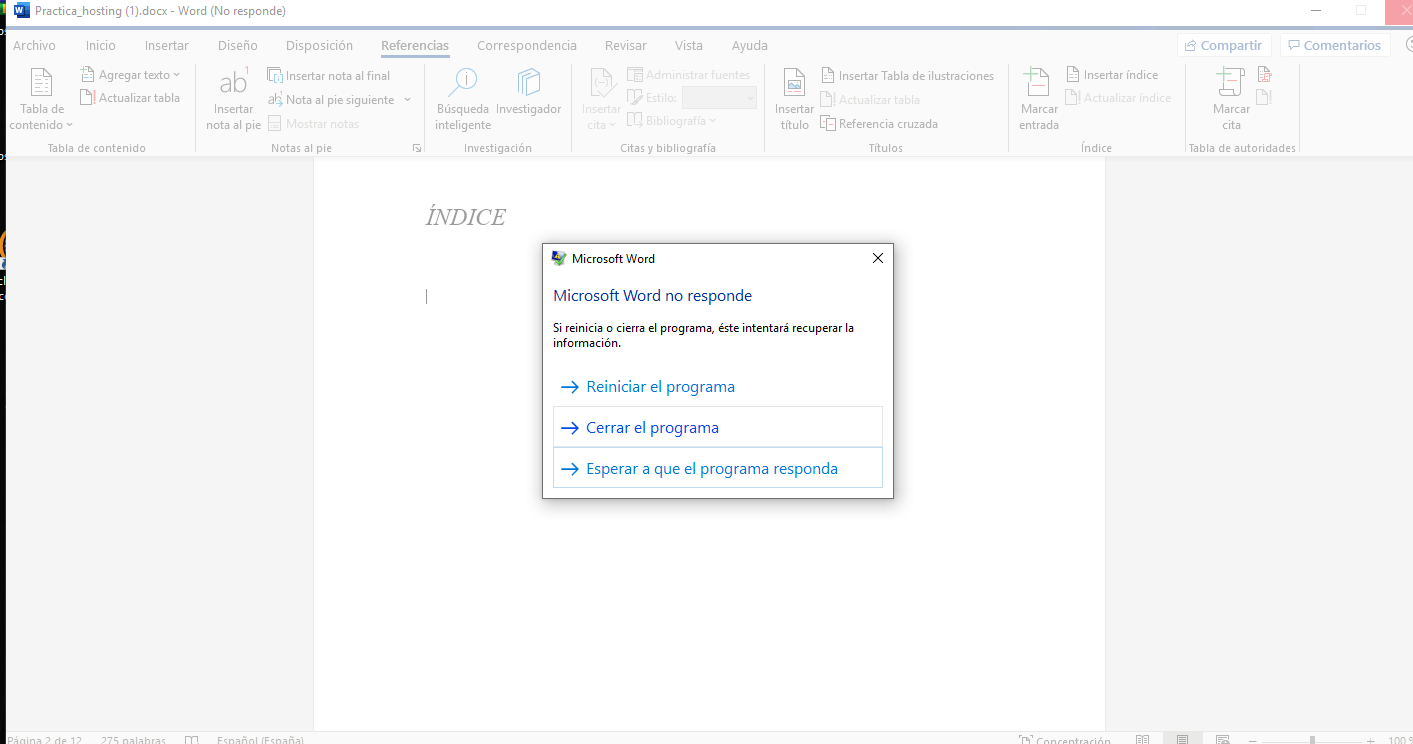 Practica_hosting (1).docx - Word (No responde)
Archivo Inicio Insertar Diseño Disposición Referencias Correspondencia Revisar Vista Ayuda Compartir Comentarios
Tabla de contenido
Agregar texto
Actualizar tabla
Tabla de contenido
ab1
Insertar nota al pie
Insertar nota al final
Nota al pie siguiente
Mostrar notas
Notas al pie
Búsqueda inteligente
Investigador
Investigación
Insertar cita
Administrar fuentes
Estilo:
Bibliografía
Citas y bibliografía
Insertar título
Insertar Tabla de ilustraciones
Actualizar tabla
Referencia cruzada
Títulos
Marcar entrada
Insertar índice
Actualizar índice
Índice
Marcar cita
Tabla de autoridades
ÍNDICE
Microsoft Word
Microsoft Word no responde
Si reinicia o cierra el programa, éste intentará recuperar la
información.
Reiniciar el programa
Cerrar el programa
Esperar a que el programa responda
Página 2 de 12 275 palabras Español (España) Concentración 100 %